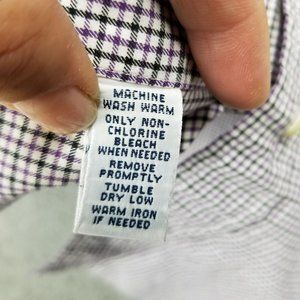 MACHINE
WASH WARM
ONLY NON-
CHLORINE
BLEACH
WHEN NEEDED
REMOVE
PROMPTLY
TUMBLE
DRY LOW
WARM IRON
IF NEEDED